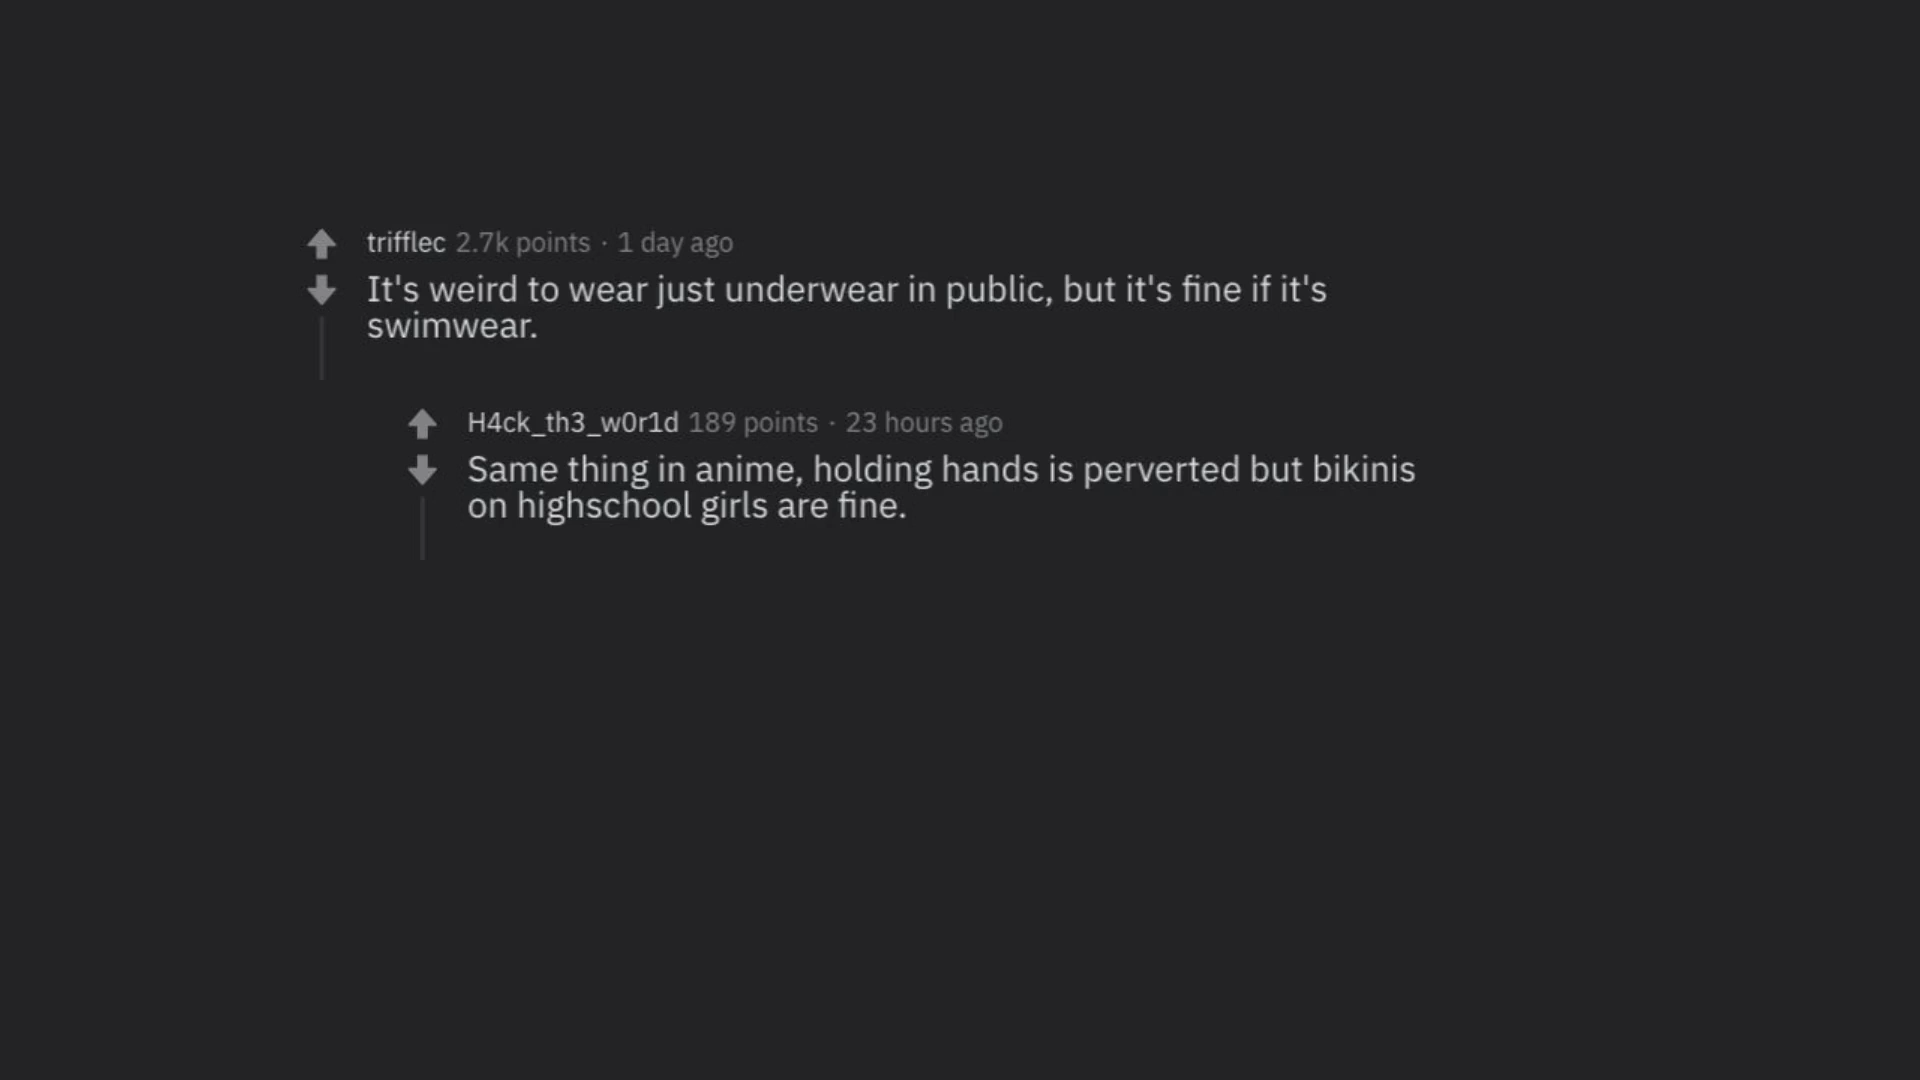 trifflec 2.7k points · 1 day ago
It's weird to wear just underwear in public, but it's fine if it's
swimwear.
H4ck_th3_w0r1d 189 points · 23 hours ago
Same thing in anime, holding hands is perverted but bikinis
on highschool girls are fine.